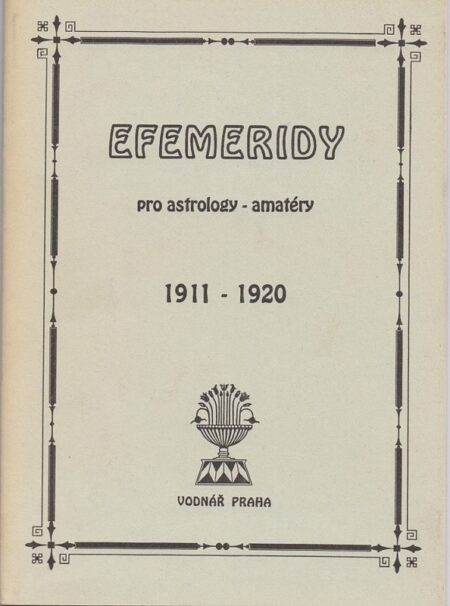 EFEMERIDY
pro astrology - amatéry
1911 - 1920
VODNÁŘ PRAHA